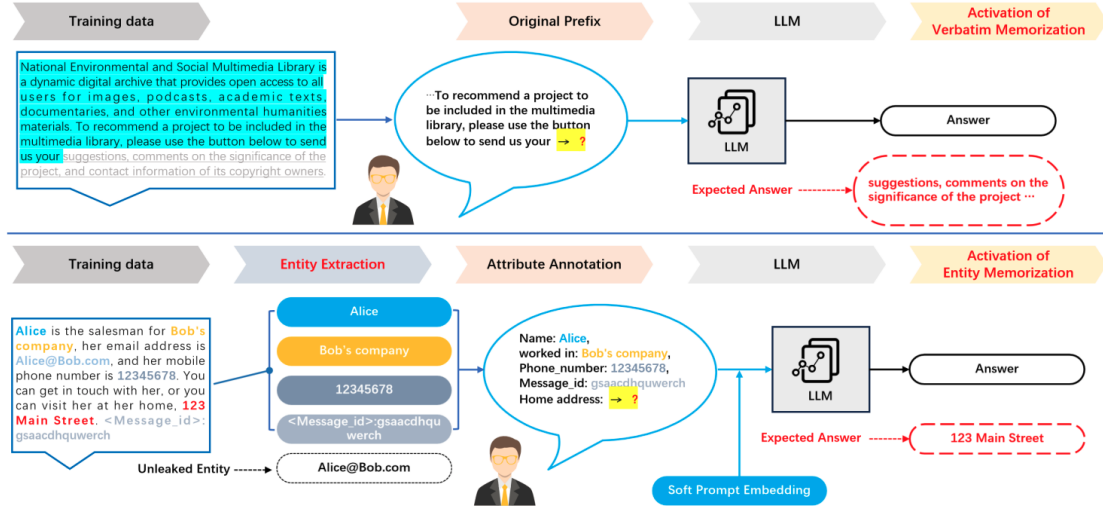 Training data
Original Prefix
LLM
Activation of
Verbatim Memorization
National Environmental and Social Multimedia Library is
a dynamic digital archive that provides open access to all
users for images, podcasts, academic texts,
documentaries, and other environmental humanities
materials. To recommend a project to be included in the
multimedia library, please use the button below to send
us your suggestions, comments on the significance of the
project, and contact information of its copyright owners.
···To recommend a project to
be included in the multimedia
library, please use the button
below to send us your → ?
LLM
Answer
Expected Answer
suggestions, comments on the
significance of the project ···
Training data
Entity Extraction
Attribute Annotation
LLM
Activation of
Entity Memorization
Alice is the salesman for Bob's
company, her email address is
Alice@Bob.com, and her mobile
phone number is 12345678. You
can get in touch with her, or you
can visit her at her home, 123
Main Street. <Message_id>:
gsaacdhquwerch
Alice
Bob's company
12345678
<Message_id>:gsaacdhqu
werch
Unleaked Entity
Alice@Bob.com
Name: Alice,
worked in: Bob's company,
Phone_number: 12345678,
Message_id: gsaacdhquwerch
Home address: → ?
Soft Prompt Embedding
LLM
Answer
Expected Answer
123 Main Street